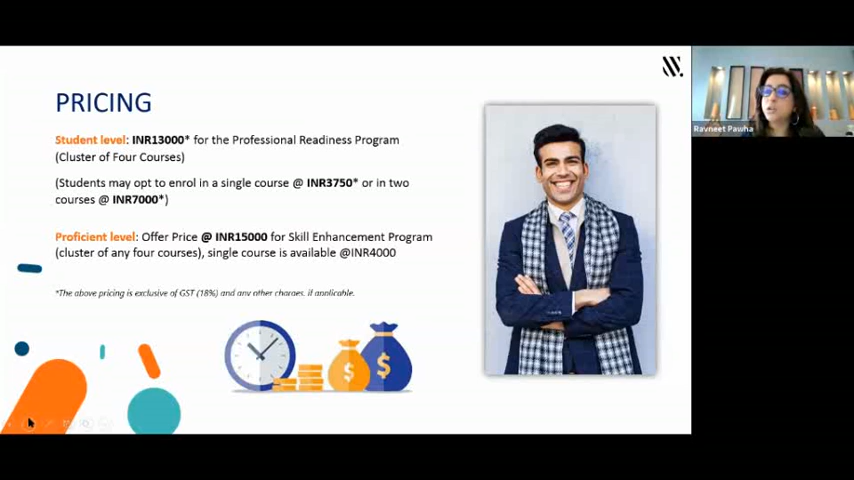 PRICING
Student level: INR13000* for the Professional Readiness Program
(Cluster of Four Courses)
(Students may opt to enrol in a single course @ INR3750* or in two
courses @ INR7000*)
Proficient level: Offer Price @ INR15000 for Skill Enhancement Program
(cluster of any four courses), single course is available @INR4000
*The above pricing is exclusive of GST (18%) and any other charges, if applicable.
$ $
Ravneet Pawha